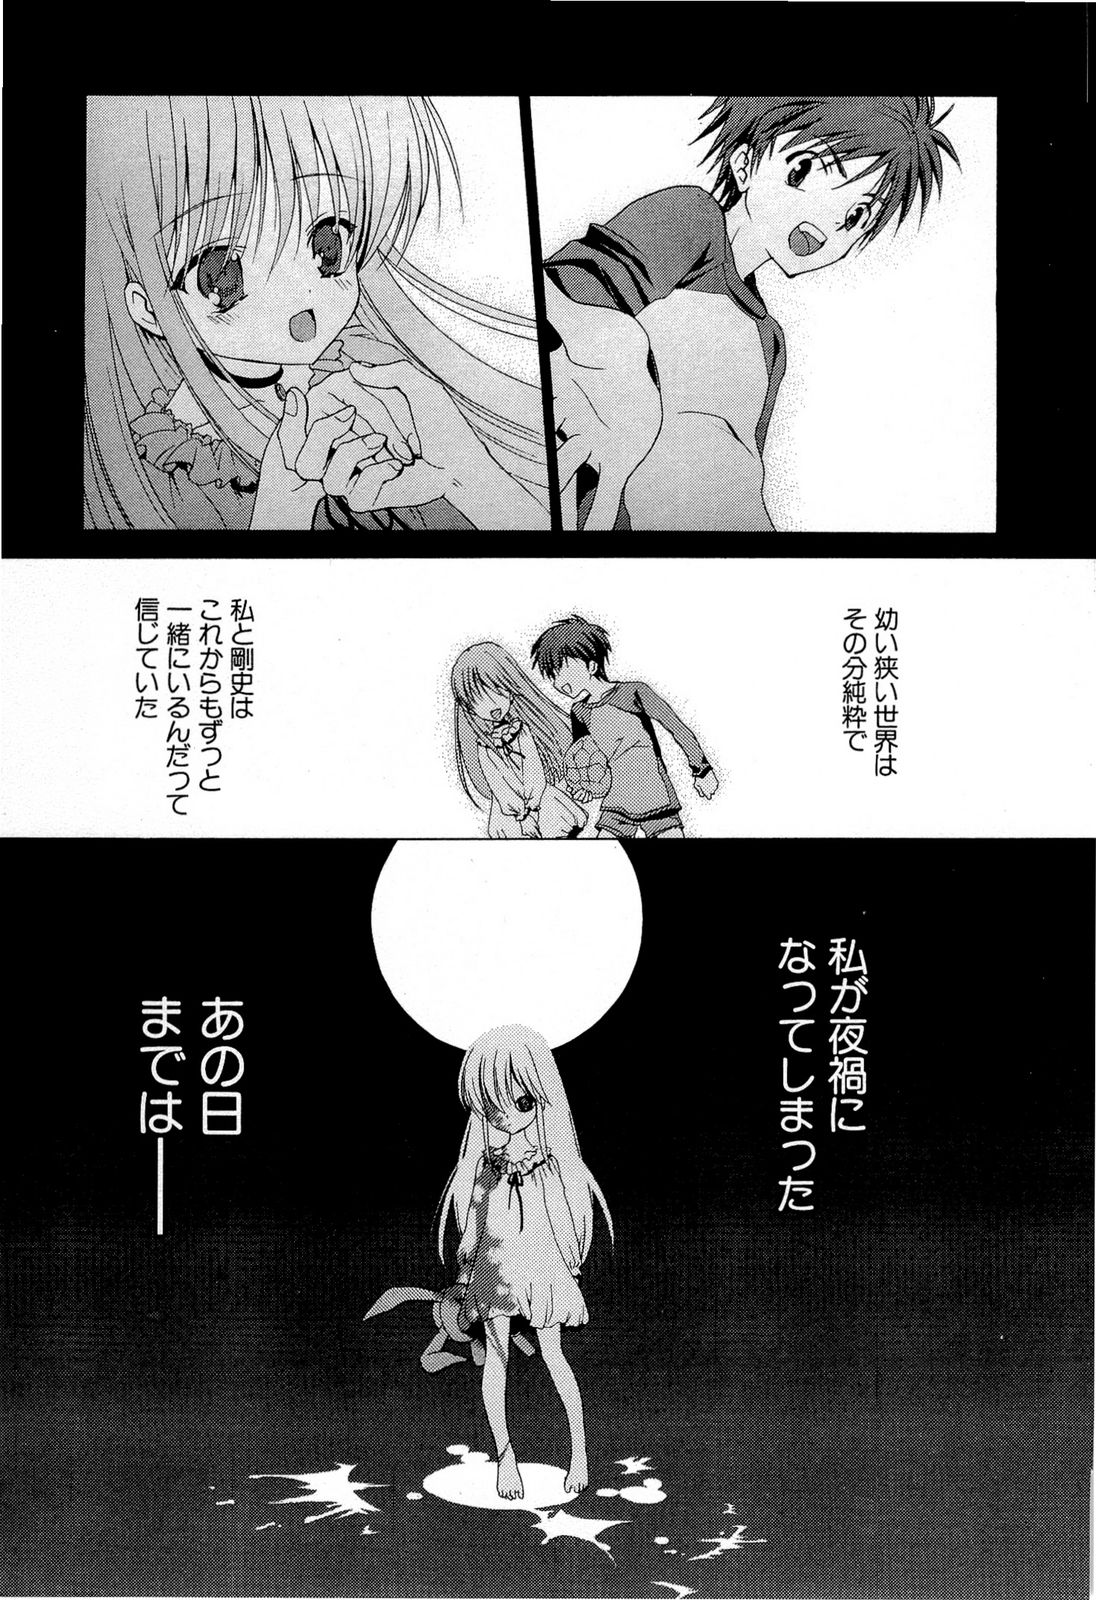 幼い狭い世界は
その分純粋で
私と剛史は
これからもずっと
一緒にいるんだって
信じていた
私が夜禍に
なってしまった
あの日
までは――